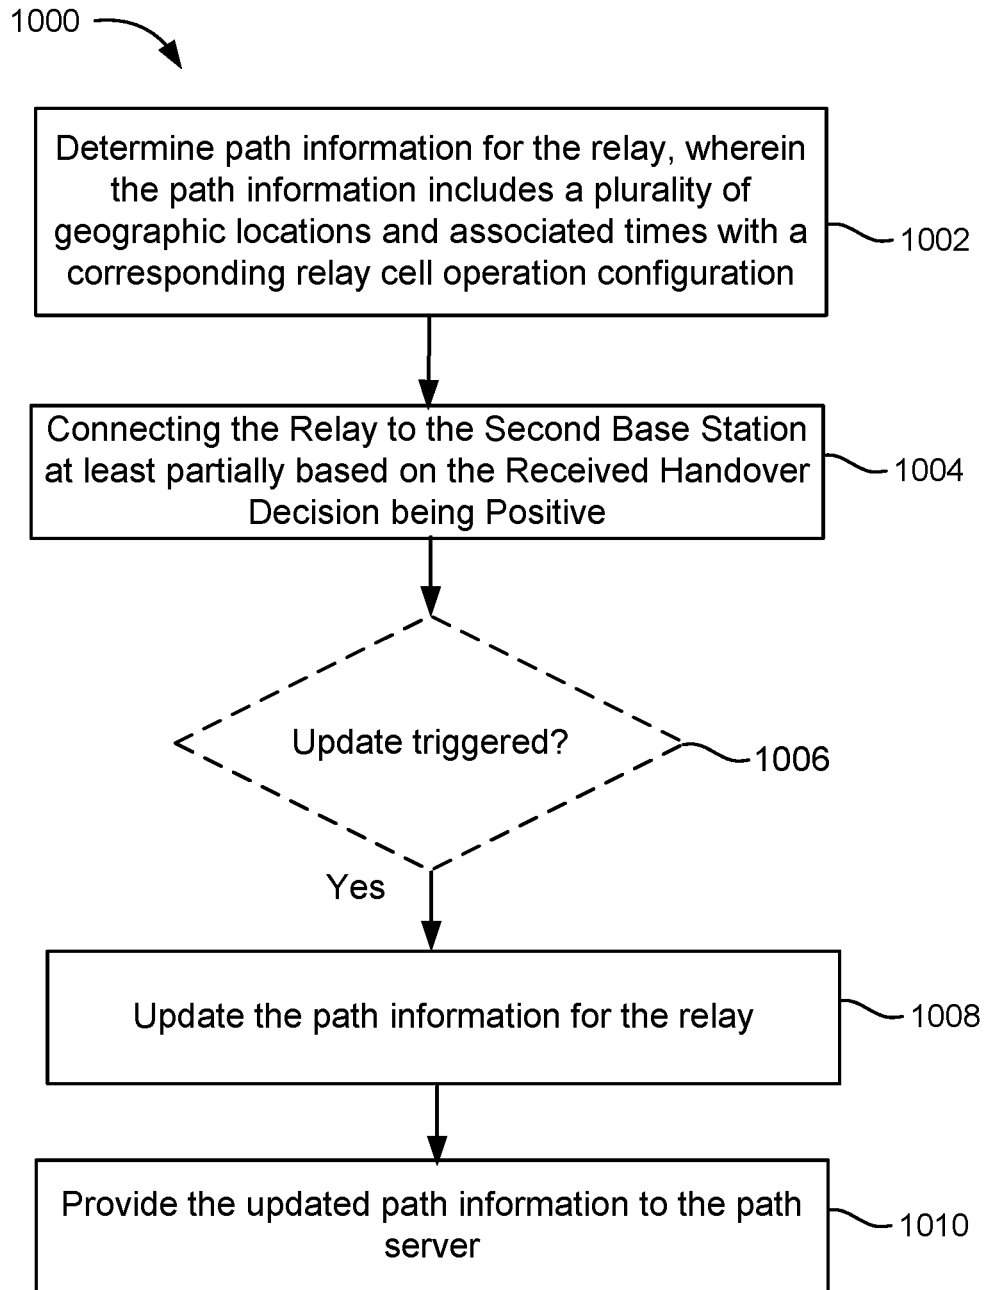 1000
Determine path information for the relay, wherein
the path information includes a plurality of
geographic locations and associated times with a
corresponding relay cell operation configuration
1002
Connecting the Relay to the Second Base Station
at least partially based on the Received Handover
Decision being Positive
1004
Update triggered?
1006
Yes
Update the path information for the relay
1008
Provide the updated path information to the path
server
1010